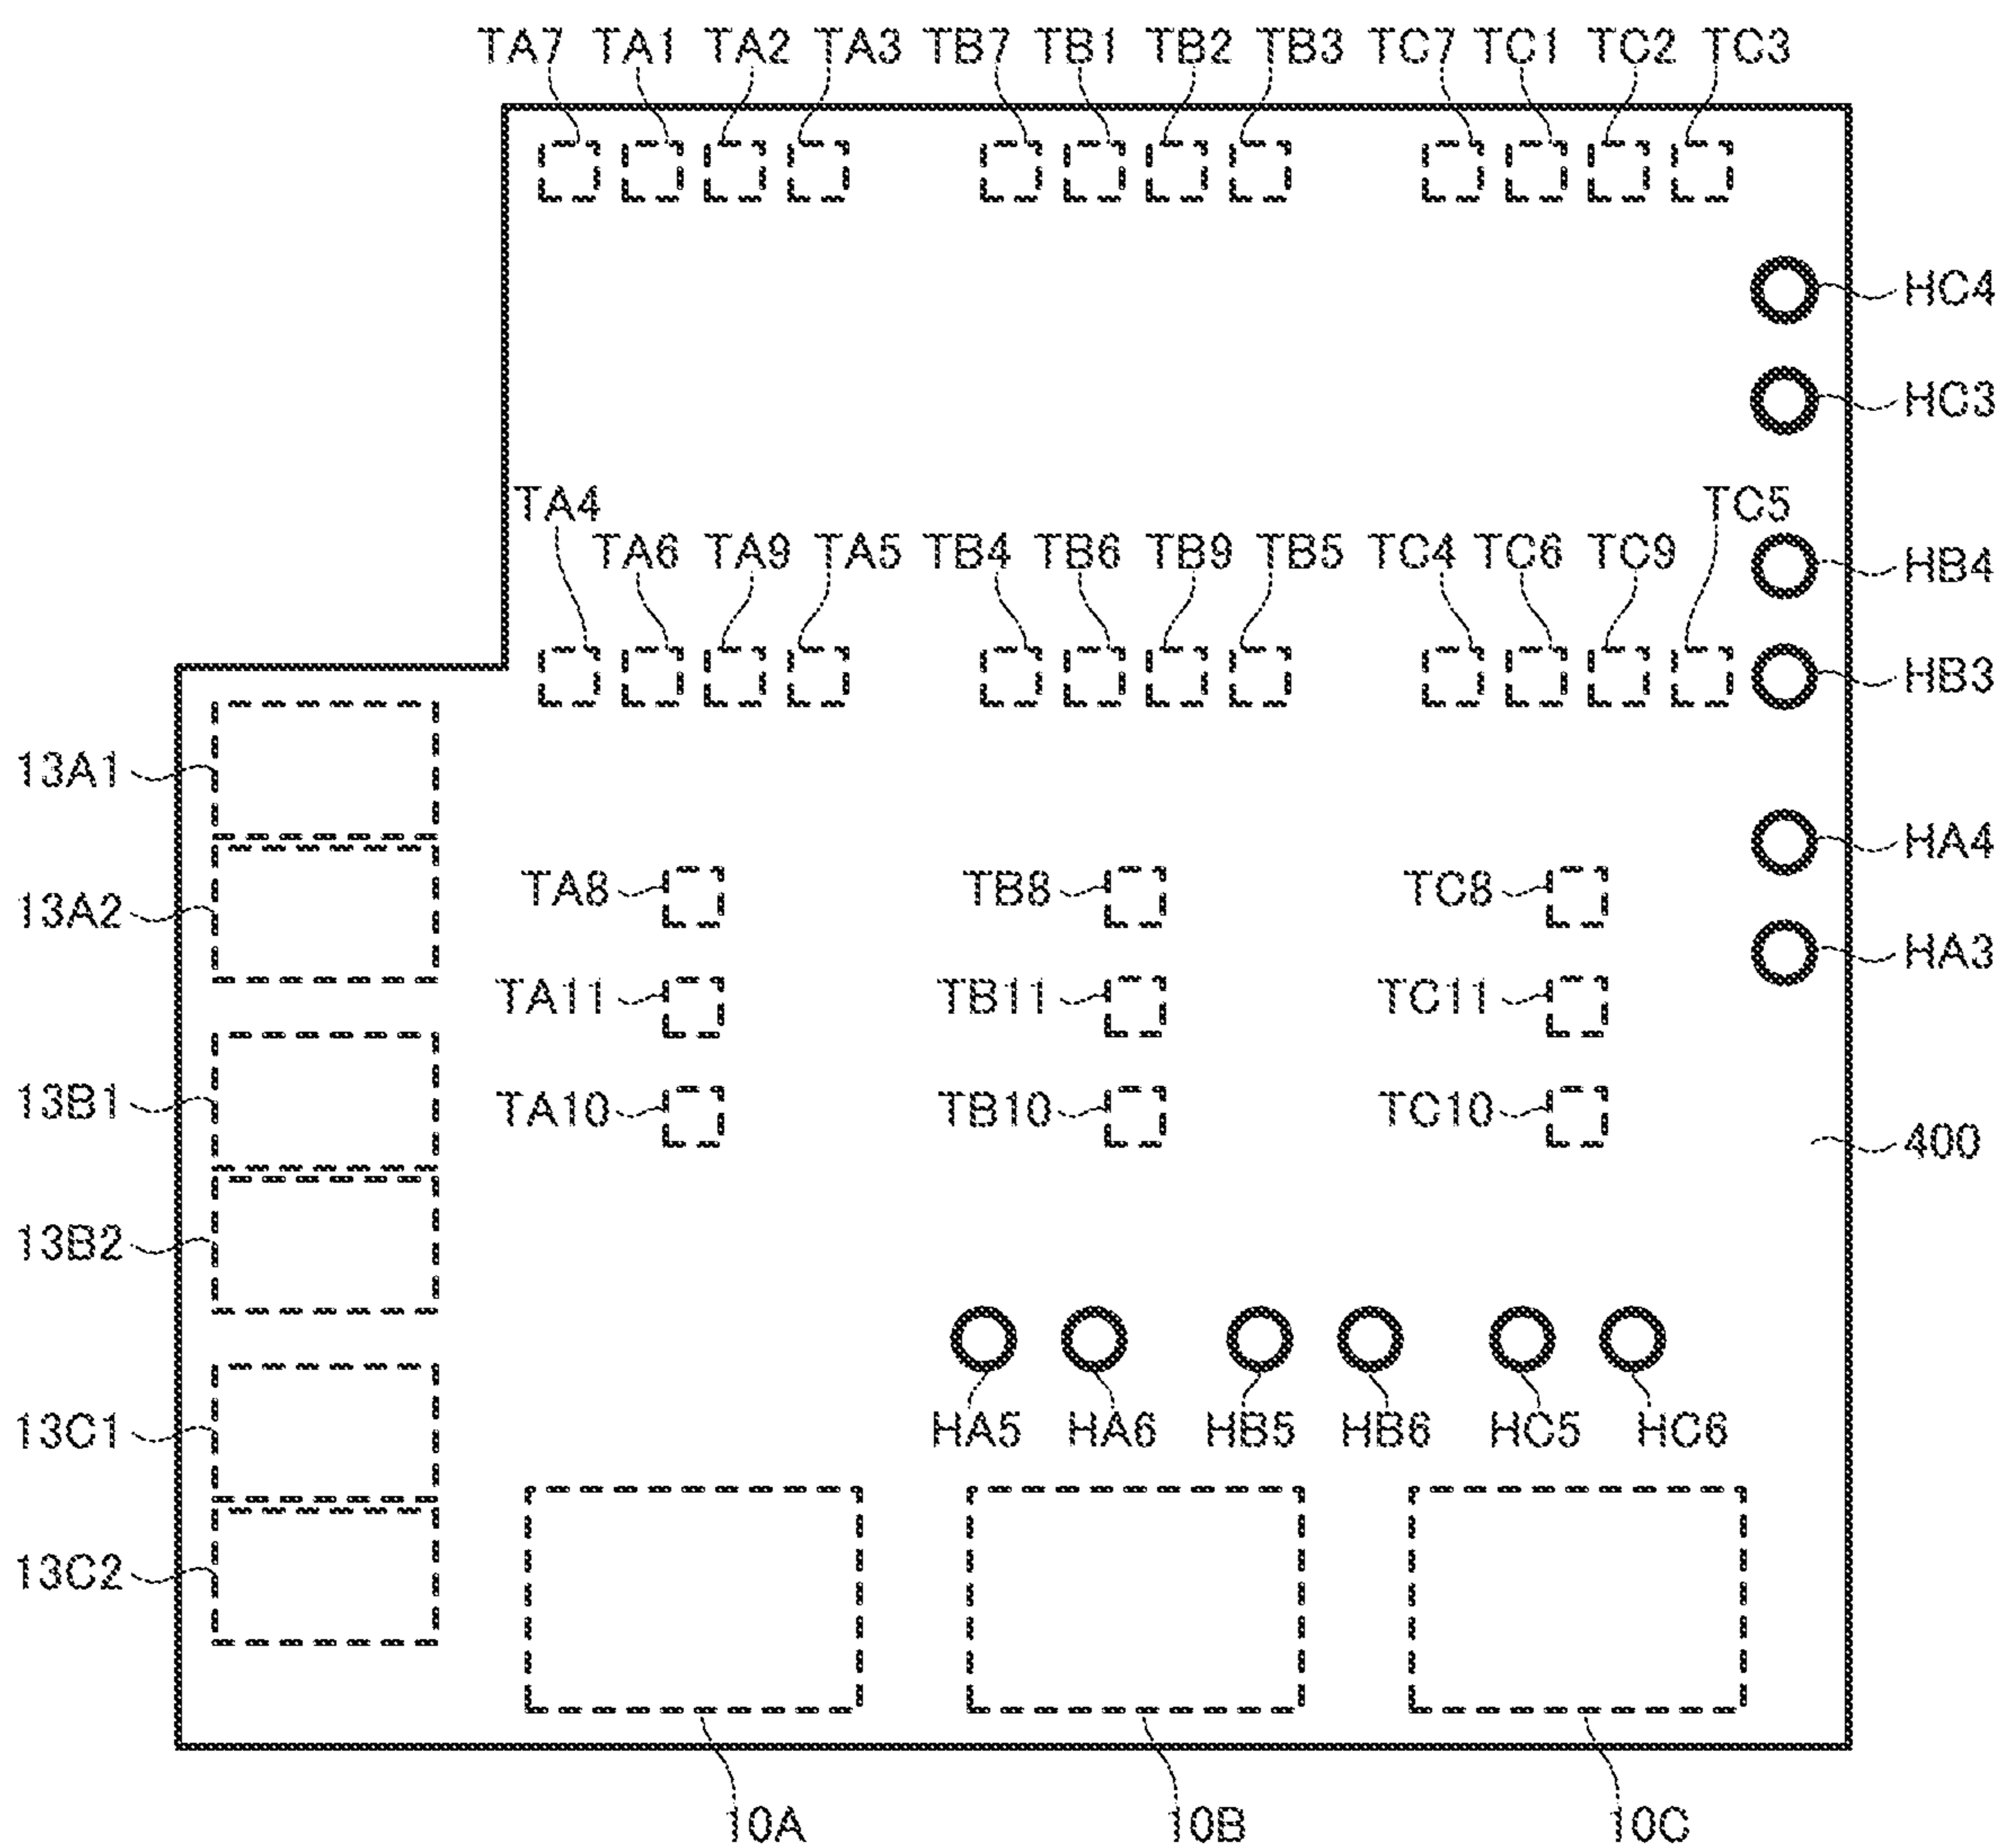 TA7 TA1 TA2 TA3 TB7 TB1 TB2 TB3 TC7 TC1 TC2 TC3
HC4
HC3
TA4 TC5
TA6 TA9 TA5 TB4 TB6 TB9 TB5 TC4 TC6 TC9 HB4
HB3
13A1
HA4
TA8 TB8 TC8
13A2
HA3
TA11 TB11 TC11
13B1 TA10 TB10 TC10
400
13B2
13C1 HA5 HA6 HB5 HB6 HC5 HC6
13C2
10A 10B 10C